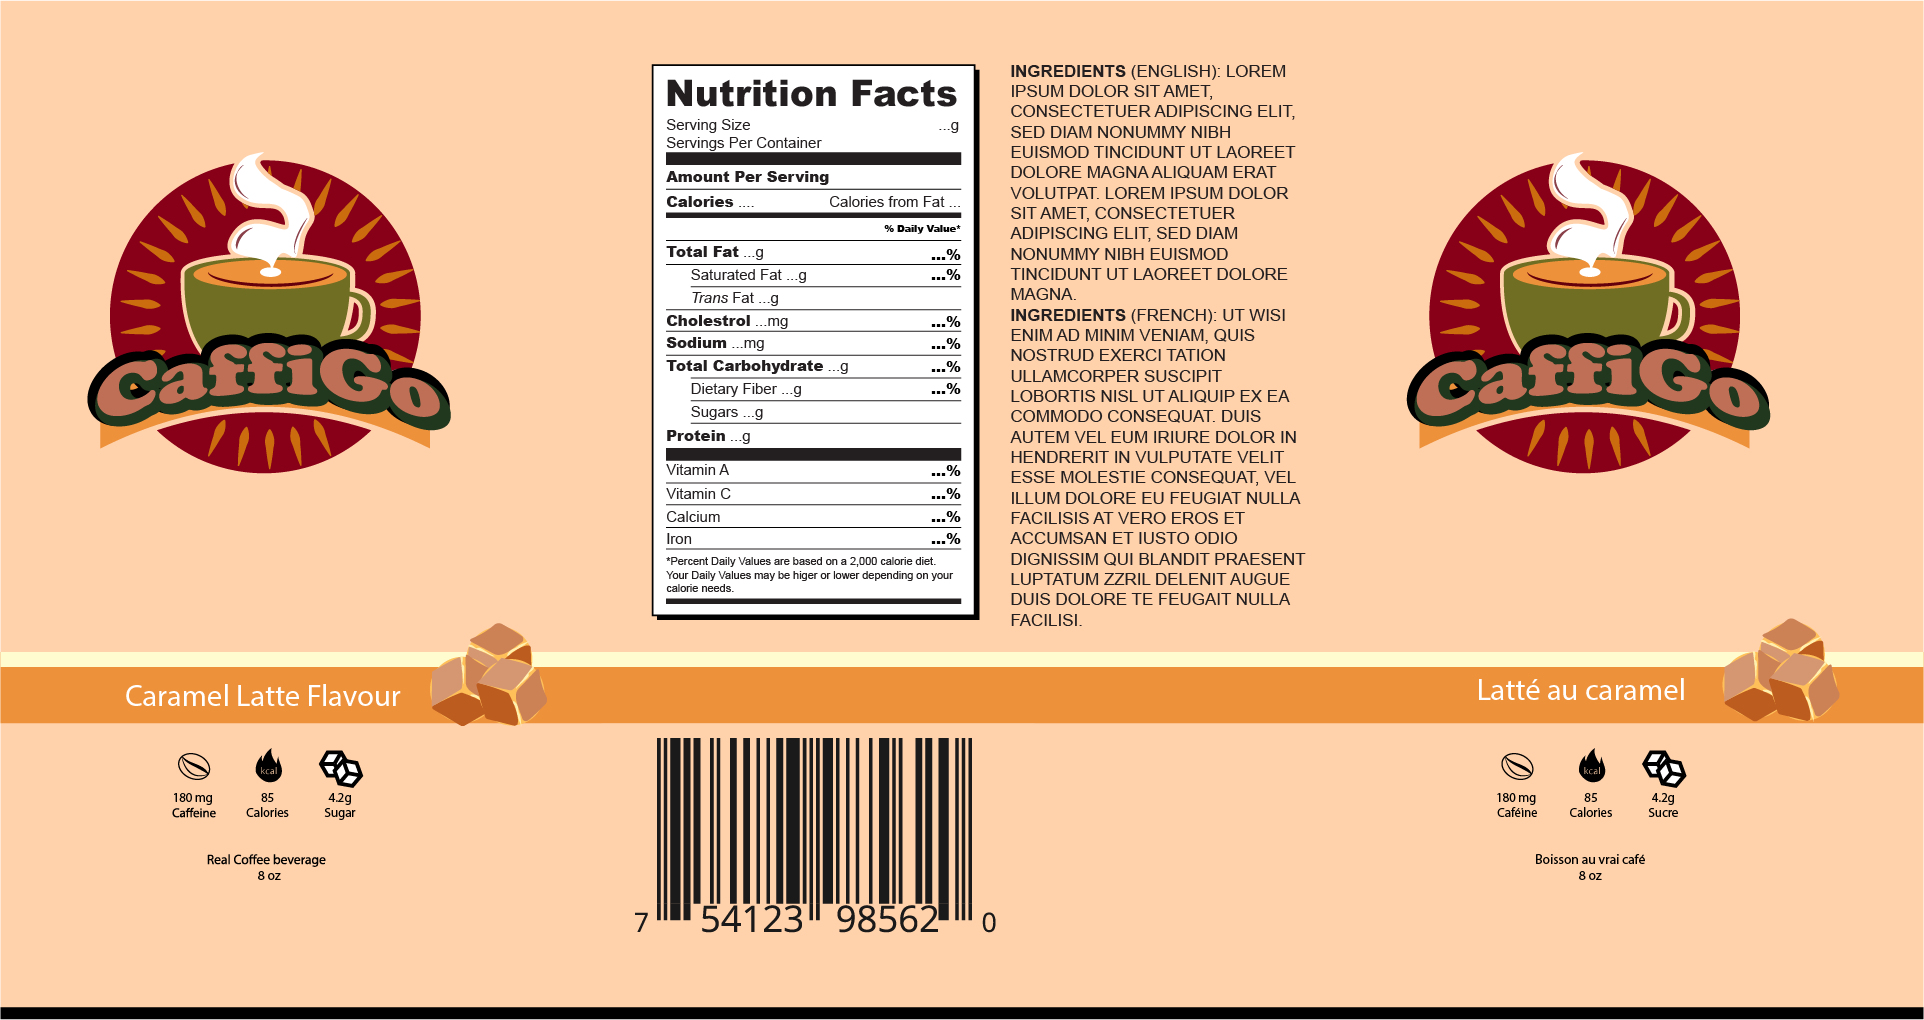 CaffiGo
Caramel Latte Flavour
kcal
180 mg
Caffeine
85
Calories
4.2g
Sugar
Real Coffee beverage
8 oz
Nutrition Facts
Serving Size ...g
Servings Per Container
Amount Per Serving
Calories .... Calories from Fat ...
% Daily Value*
Total Fat ...g ...%
Saturated Fat ...g ...%
Trans Fat ...g
Cholestrol ...mg ...%
Sodium ...mg ...%
Total Carbohydrate ...g ...%
Dietary Fiber ...g ...%
Sugars ...g
Protein ...g
Vitamin A ...%
Vitamin C ...%
Calcium ...%
Iron ...%
*Percent Daily Values are based on a 2,000 calorie diet.
Your Daily Values may be higer or lower depending on your
calorie needs.
7 54123 98562 0
INGREDIENTS (ENGLISH): LOREM
IPSUM DOLOR SIT AMET,
CONSECTETUER ADIPISCING ELIT,
SED DIAM NONUMMY NIBH
EUISMOD TINCIDUNT UT LAOREET
DOLORE MAGNA ALIQUAM ERAT
VOLUTPAT. LOREM IPSUM DOLOR
SIT AMET, CONSECTETUER
ADIPISCING ELIT, SED DIAM
NONUMMY NIBH EUISMOD
TINCIDUNT UT LAOREET DOLORE
MAGNA.
INGREDIENTS (FRENCH): UT WISI
ENIM AD MINIM VENIAM, QUIS
NOSTRUD EXERCI TATION
ULLAMCORPER SUSCIPIT
LOBORTIS NISL UT ALIQUIP EX EA
COMMODO CONSEQUAT. DUIS
AUTEM VEL EUM IRIURE DOLOR IN
HENDRERIT IN VULPUTATE VELIT
ESSE MOLESTIE CONSEQUAT, VEL
ILLUM DOLORE EU FEUGIAT NULLA
FACILISIS AT VERO EROS ET
ACCUMSAN ET IUSTO ODIO
DIGNISSIM QUI BLANDIT PRAESENT
LUPTATUM ZZRIL DELENIT AUGUE
DUIS DOLORE TE FEUGAIT NULLA
FACILISI.
CaffiGo
Latté au caramel
kcal
180 mg
Caféine
85
Calories
4.2g
Sucre
Boisson au vrai café
8 oz